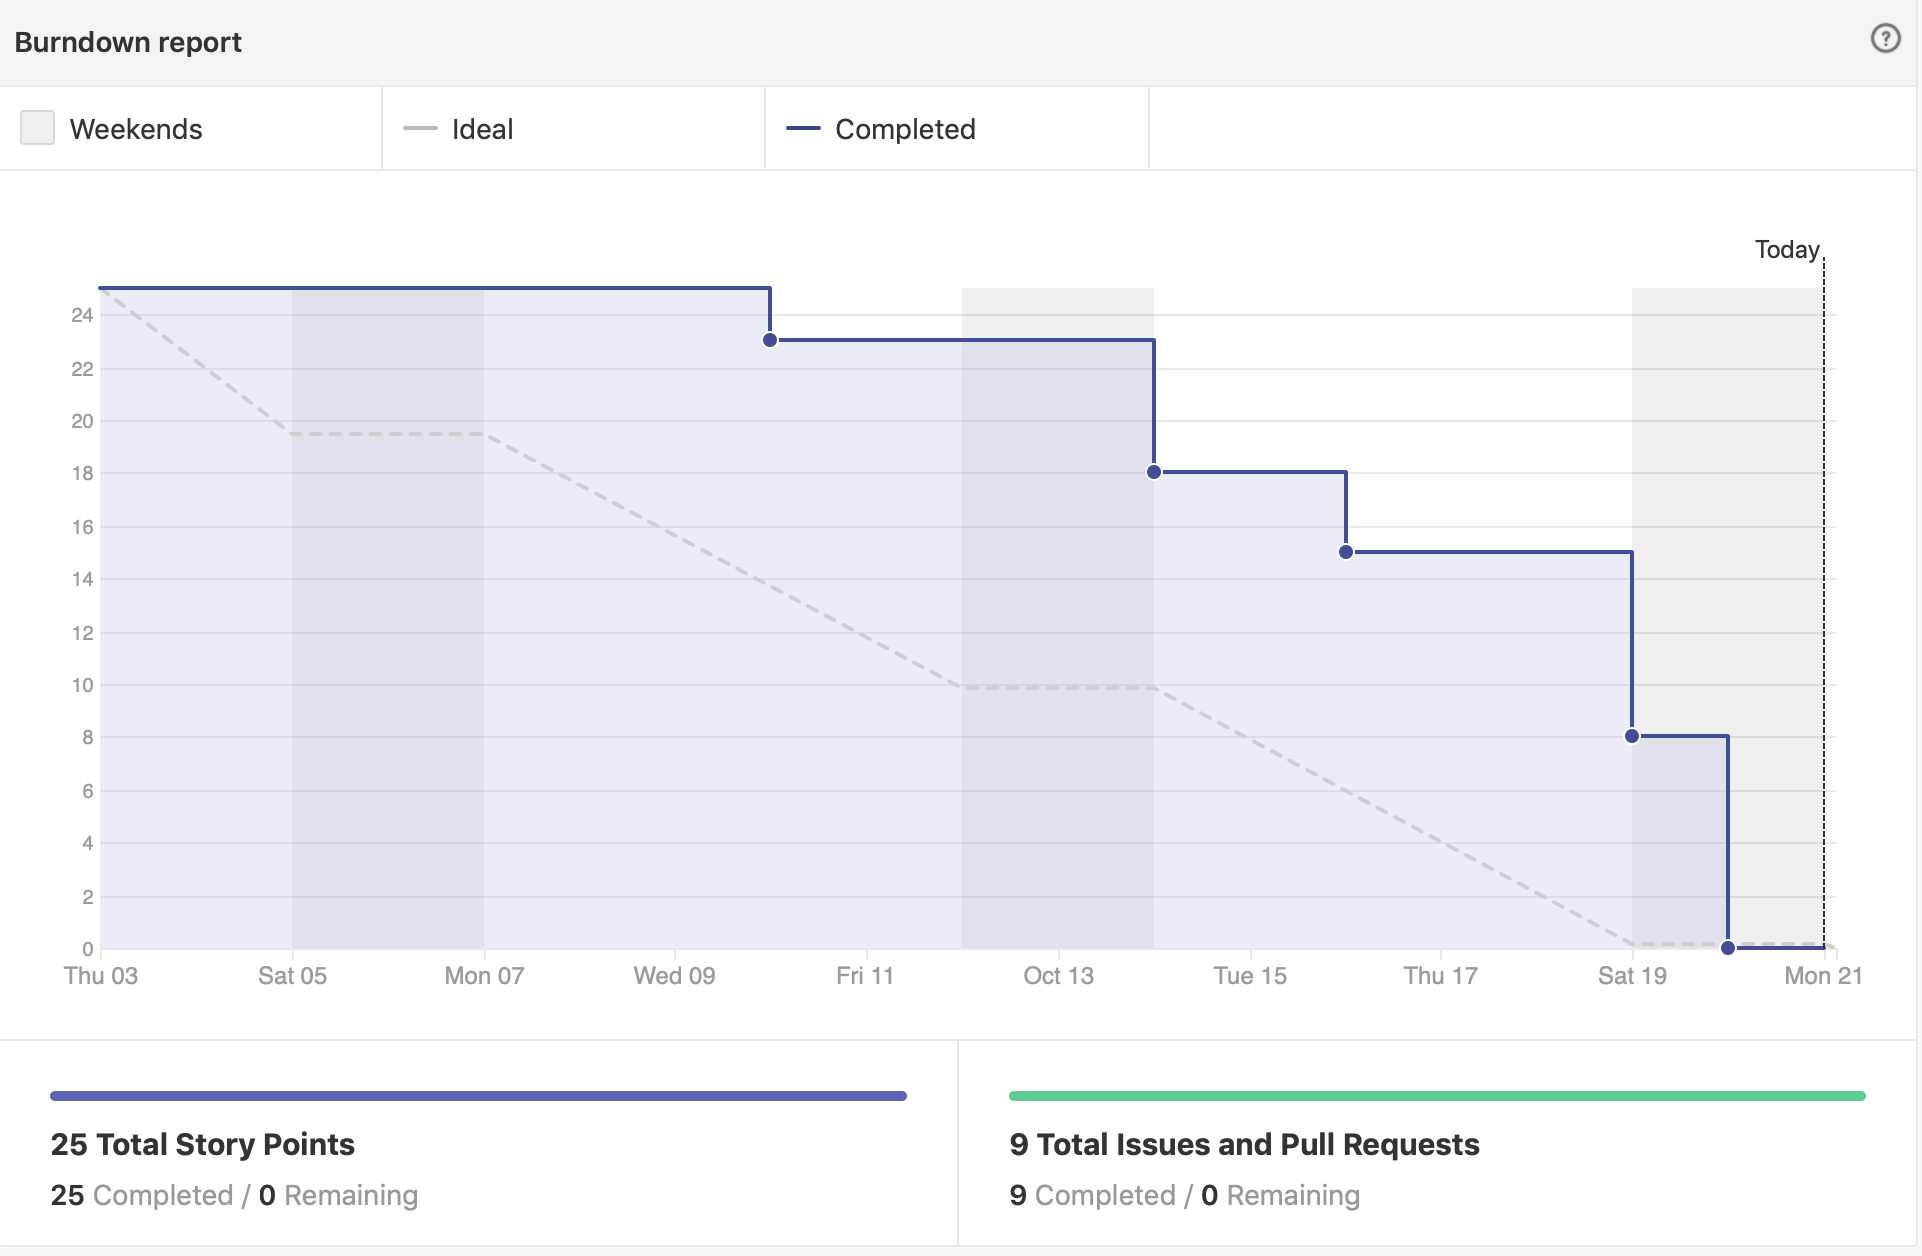 Burndown report
?
Weekends
Ideal
Completed
Today
24
22
20
18
16
14
12
10
8
6
4
2
0
Thu 03 Sat 05 Mon 07 Wed 09 Fri 11 Oct 13 Tue 15 Thu 17 Sat 19 Mon 21
25 Total Story Points
25 Completed / 0 Remaining
9 Total Issues and Pull Requests
9 Completed / 0 Remaining